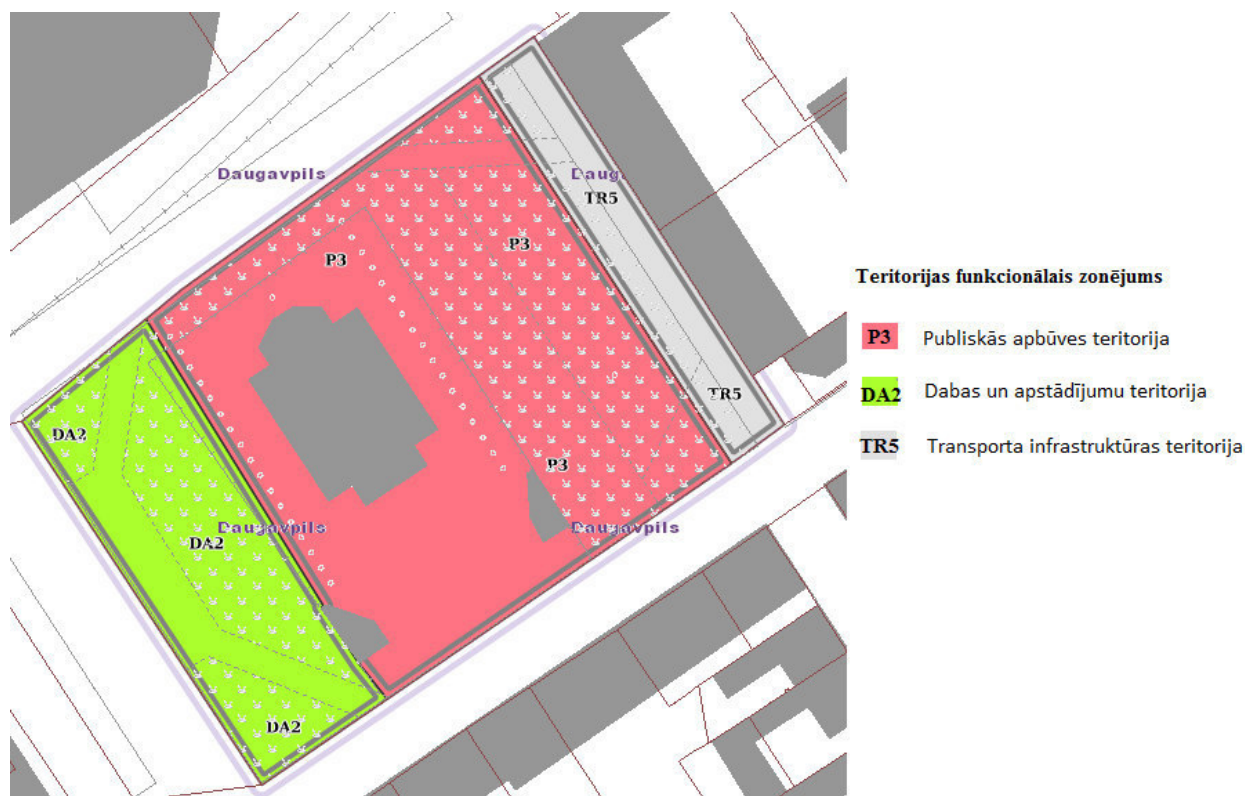 Daugavpils
Daug
TR5
P3
P3
TR5
DA2
P3
Daugavpils
Daugavpils
DA2
DA2
Teritorijas funkcionālais zonējums
P3 Publiskās apbūves teritorija
DA2 Dabas un apstādījumu teritorija
TR5 Transporta infrastruktūras teritorija